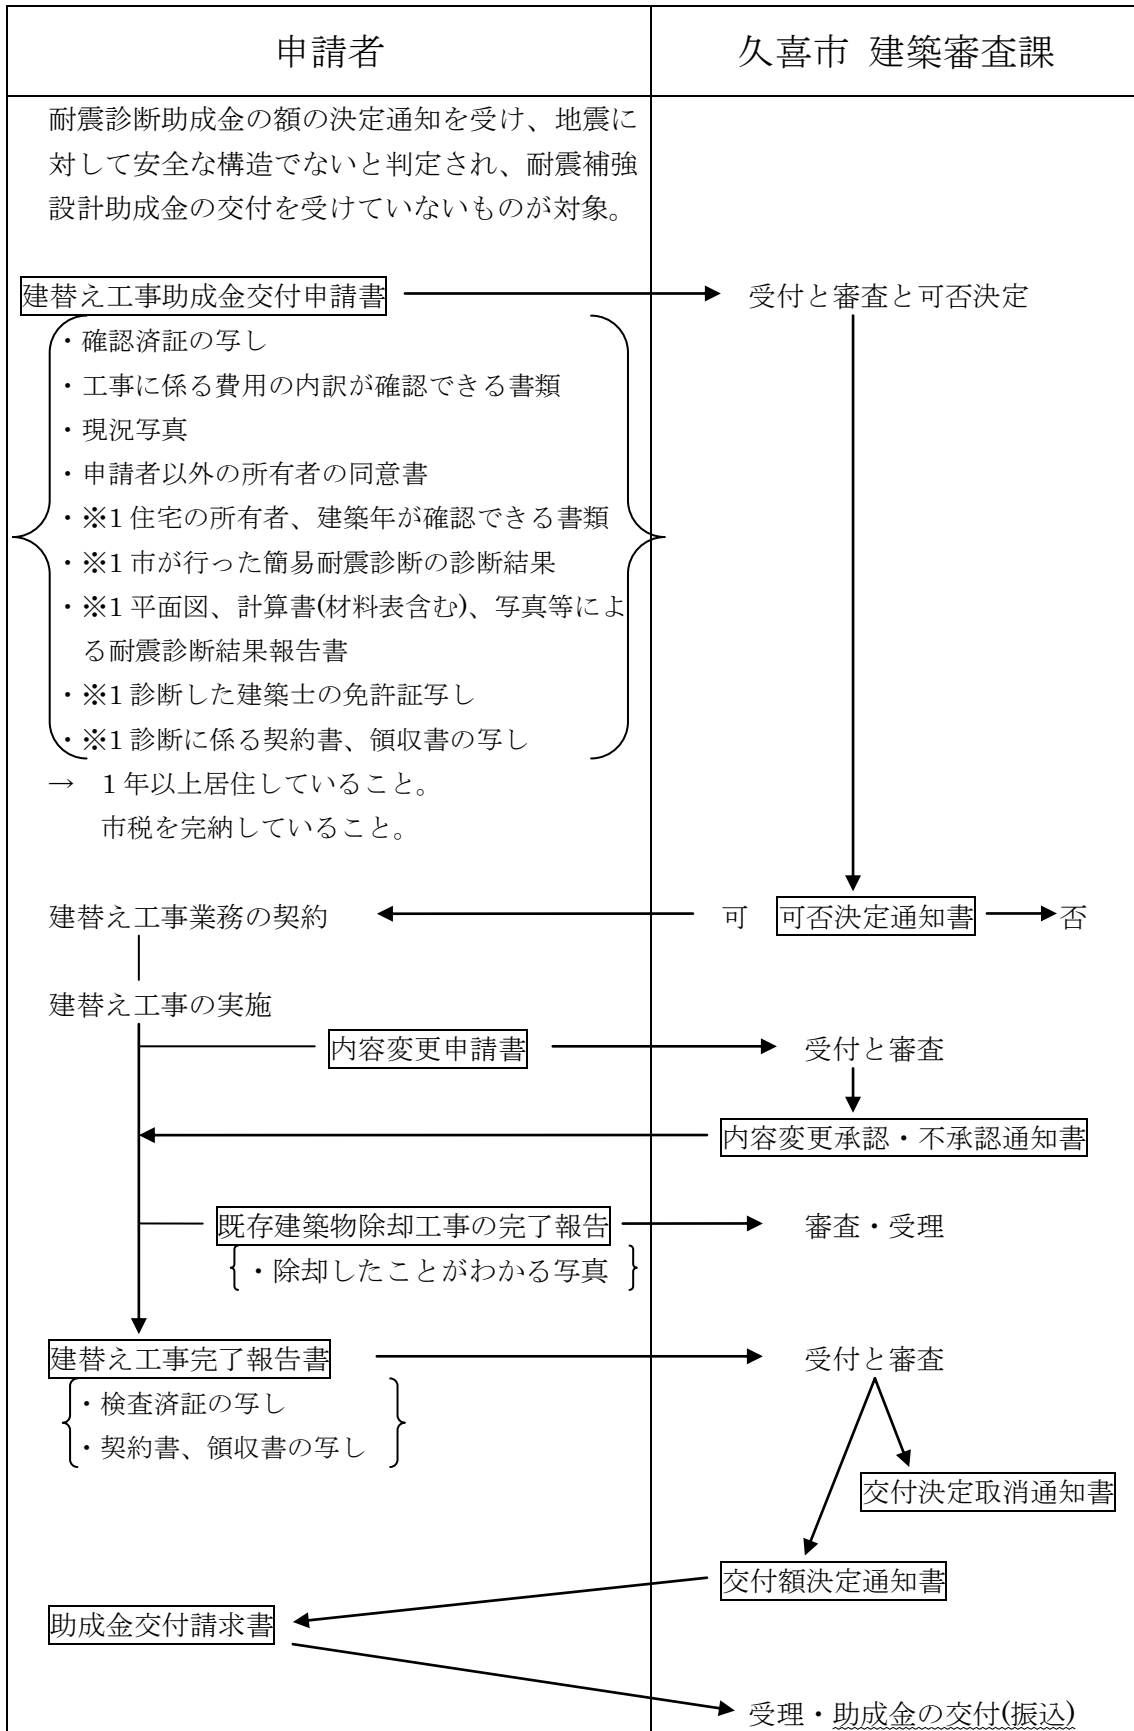 申請者
久喜市 建築審査課
耐震診断助成金の額の決定通知を受け、地震に
対して安全な構造でないと判定され、耐震補強
設計助成金の交付を受けていないものが対象。
建替え工事助成金交付申請書
受付と審査と可否決定
・確認済証の写し
・工事に係る費用の内訳が確認できる書類
・現況写真
・申請者以外の所有者の同意書
・※1 住宅の所有者、建築年が確認できる書類
・※1 市が行った簡易耐震診断の診断結果
・※1 平面図、計算書(材料表含む)、写真等によ
る耐震診断結果報告書
・※1 診断した建築士の免許証写し
・※1 診断に係る契約書、領収書の写し
→ 1年以上居住していること。
市税を完納していること。
建替え工事業務の契約
可 可否決定通知書 否
建替え工事の実施
内容変更申請書
受付と審査
内容変更承認・不承認通知書
既存建築物除却工事の完了報告
審査・受理
・除却したことがわかる写真
建替え工事完了報告書
受付と審査
・検査済証の写し
・契約書、領収書の写し
交付決定取消通知書
交付額決定通知書
助成金交付請求書
受理・助成金の交付(振込)